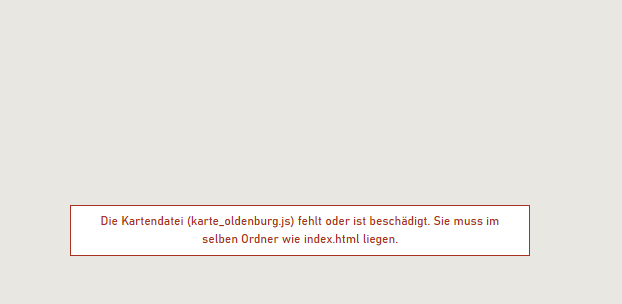 Die Kartendatei (karte_oldenburg.js) fehlt oder ist beschädigt. Sie muss im
selben Ordner wie index.html liegen.